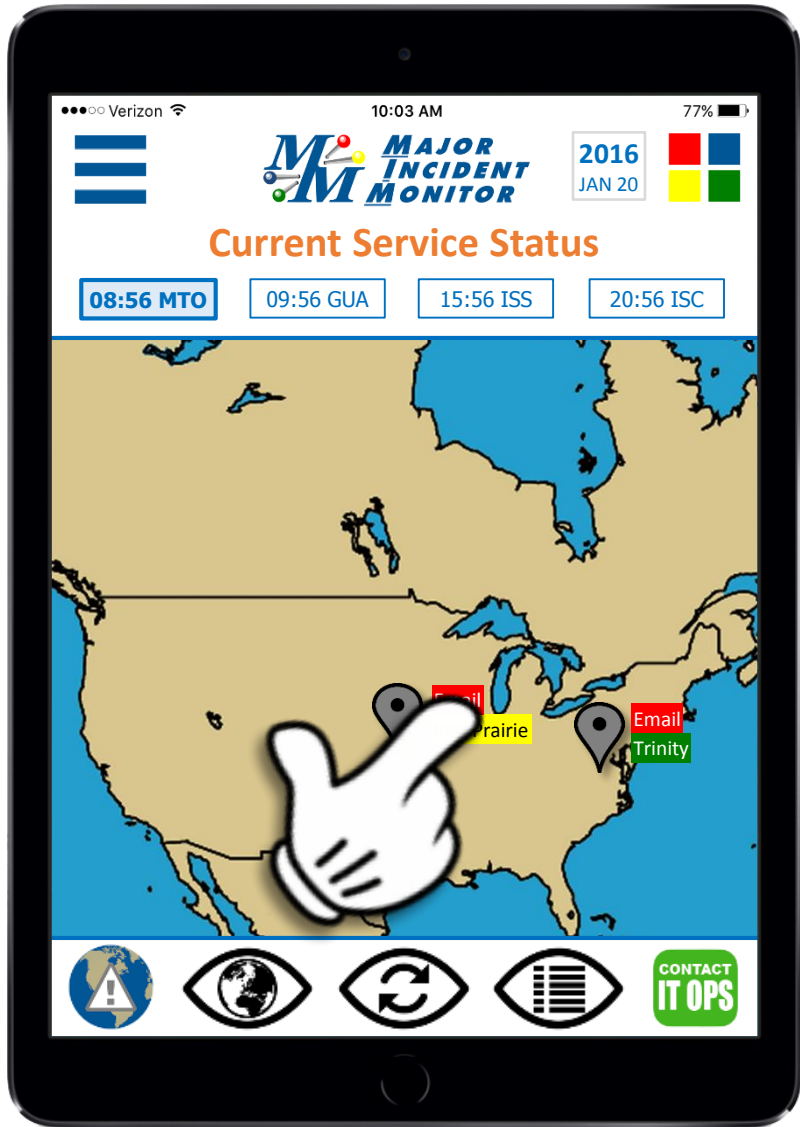 Verizon
10:03 AM
77%
MM
MAJOR
INCIDENT
MONITOR
2016
JAN 20
Current Service Status
08:56 MTO
09:56 GUA
15:56 ISS
20:56 ISC
Email
Prairie
Email
Trinity
!
CONTACT
IT OPS